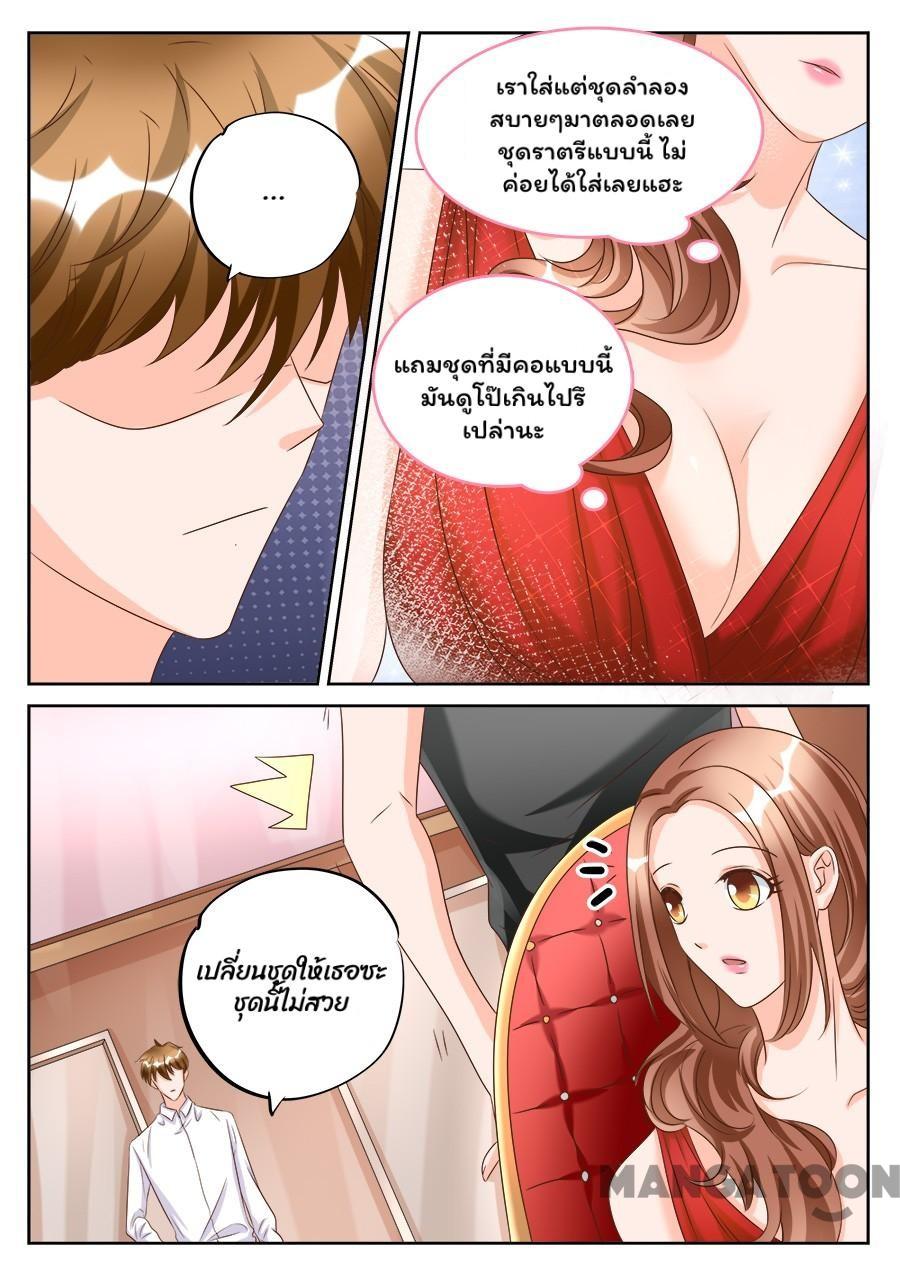 ...
เราใส่แต่ชุดลำลอง
สบายๆมาตลอดเลย
ชุดราตรีแบบนี้ ไม่
ค่อยได้ใส่เลยแฮะ
แถมชุดที่มีคอแบบนี้
มันดูโป๊เกินไปรึ
เปล่านะ
เปลี่ยนชุดให้เธอซะ
ชุดนี้ไม่สวย
MANGATOON